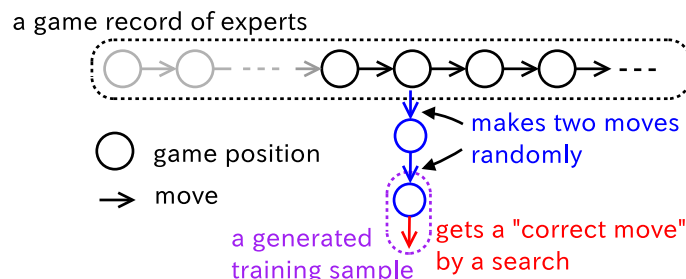 a game record of experts
makes two moves
randomly
game position
move
a generated
training sample
gets a "correct move"
by a search